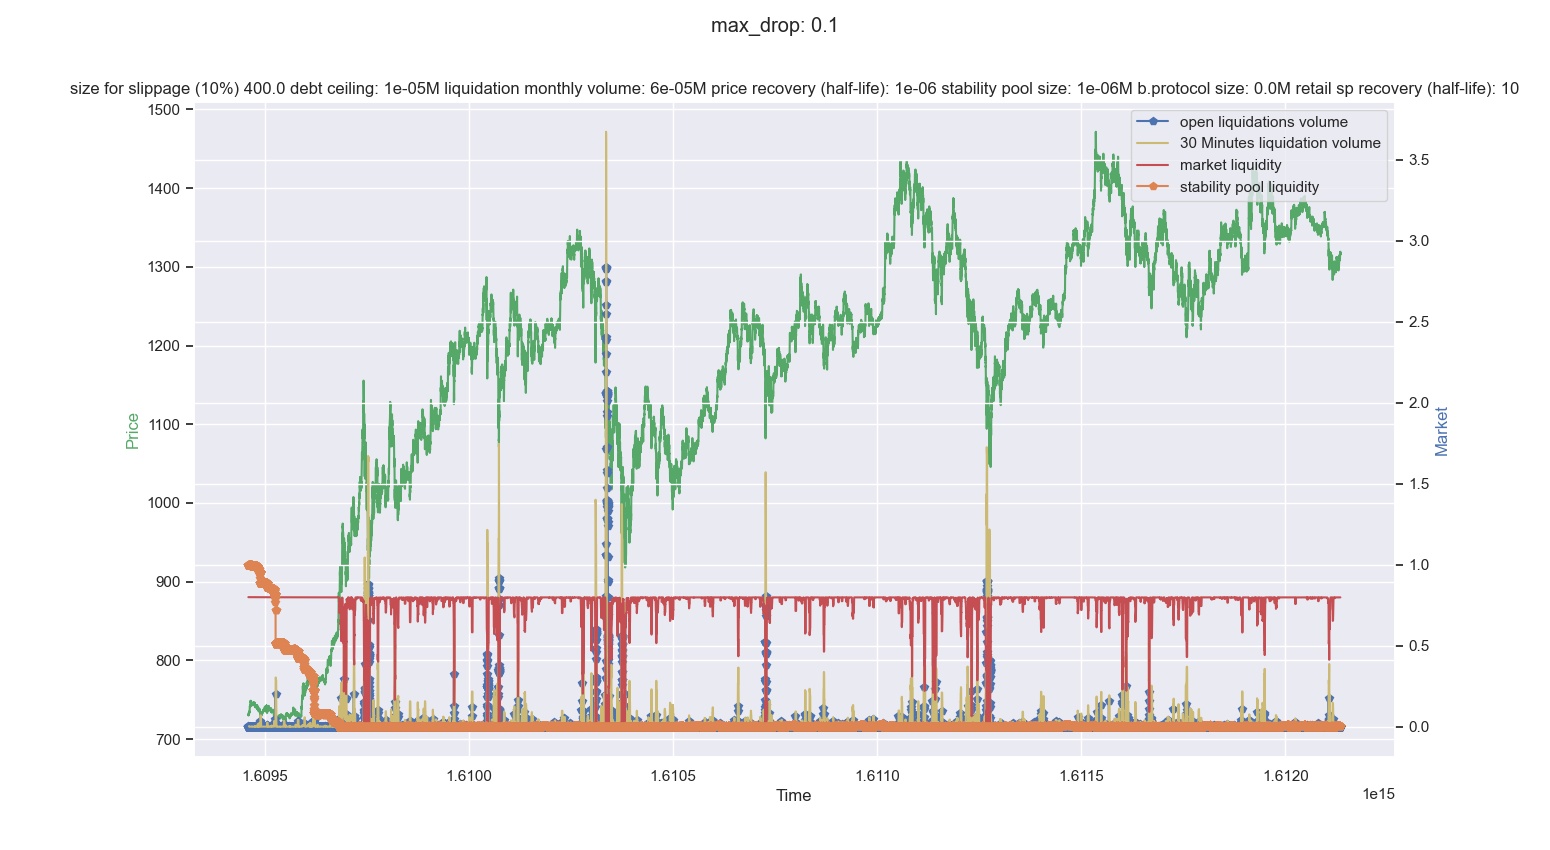 max_drop: 0.1
size for slippage (10%) 400.0 debt ceiling: 1e-05M liquidation monthly volume: 6e-05M price recovery (half-life): 1e-06 stability pool size: 1e-06M b.protocol size: 0.0M retail sp recovery (half-life): 10
open liquidations volume
30 Minutes liquidation volume
market liquidity
stability pool liquidity
1500
1400
1300
1200
1100
1000
900
800
700
Price
3.5
3.0
2.5
2.0
1.5
1.0
0.5
0.0
Market
1.6095
1.6100
1.6105
1.6110
1.6115
1.6120
Time
1e15